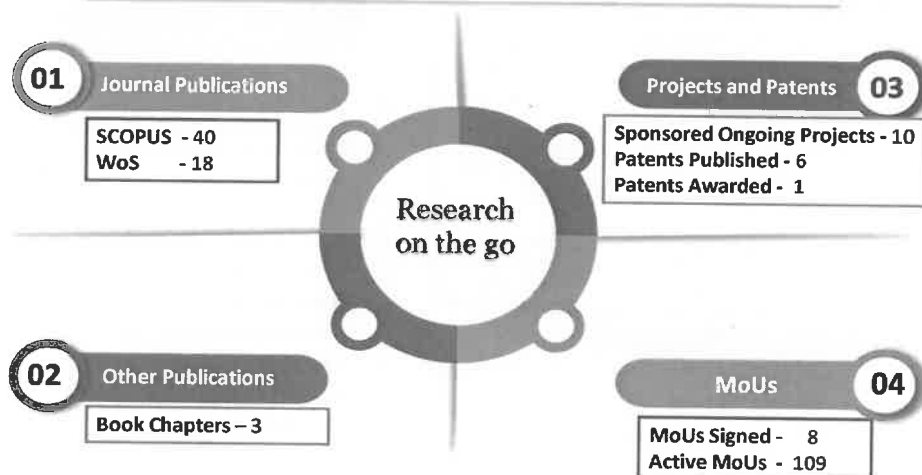 01
Journal Publications
SCOPUS - 40
WoS - 18
02
Other Publications
Book Chapters – 3
Research
on the go
03
Projects and Patents
Sponsored Ongoing Projects - 10
Patents Published - 6
Patents Awarded - 1
04
MoUs
MoUs Signed - 8
Active MoUs - 109